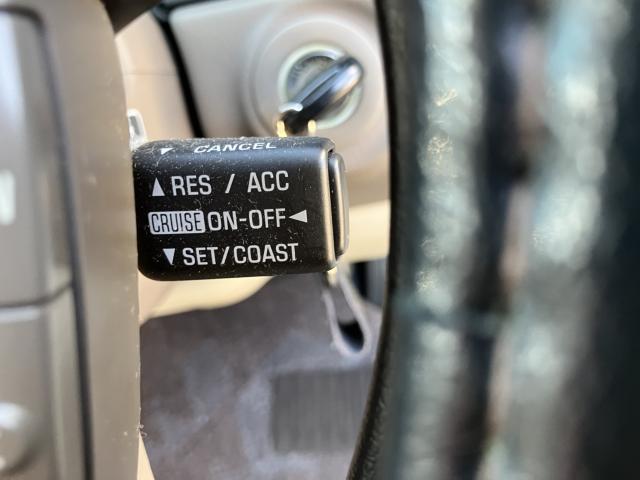 ▼ CANCEL
▲ RES / ACC
CRUISE ON-OFF ◀
▼ SET/COAST